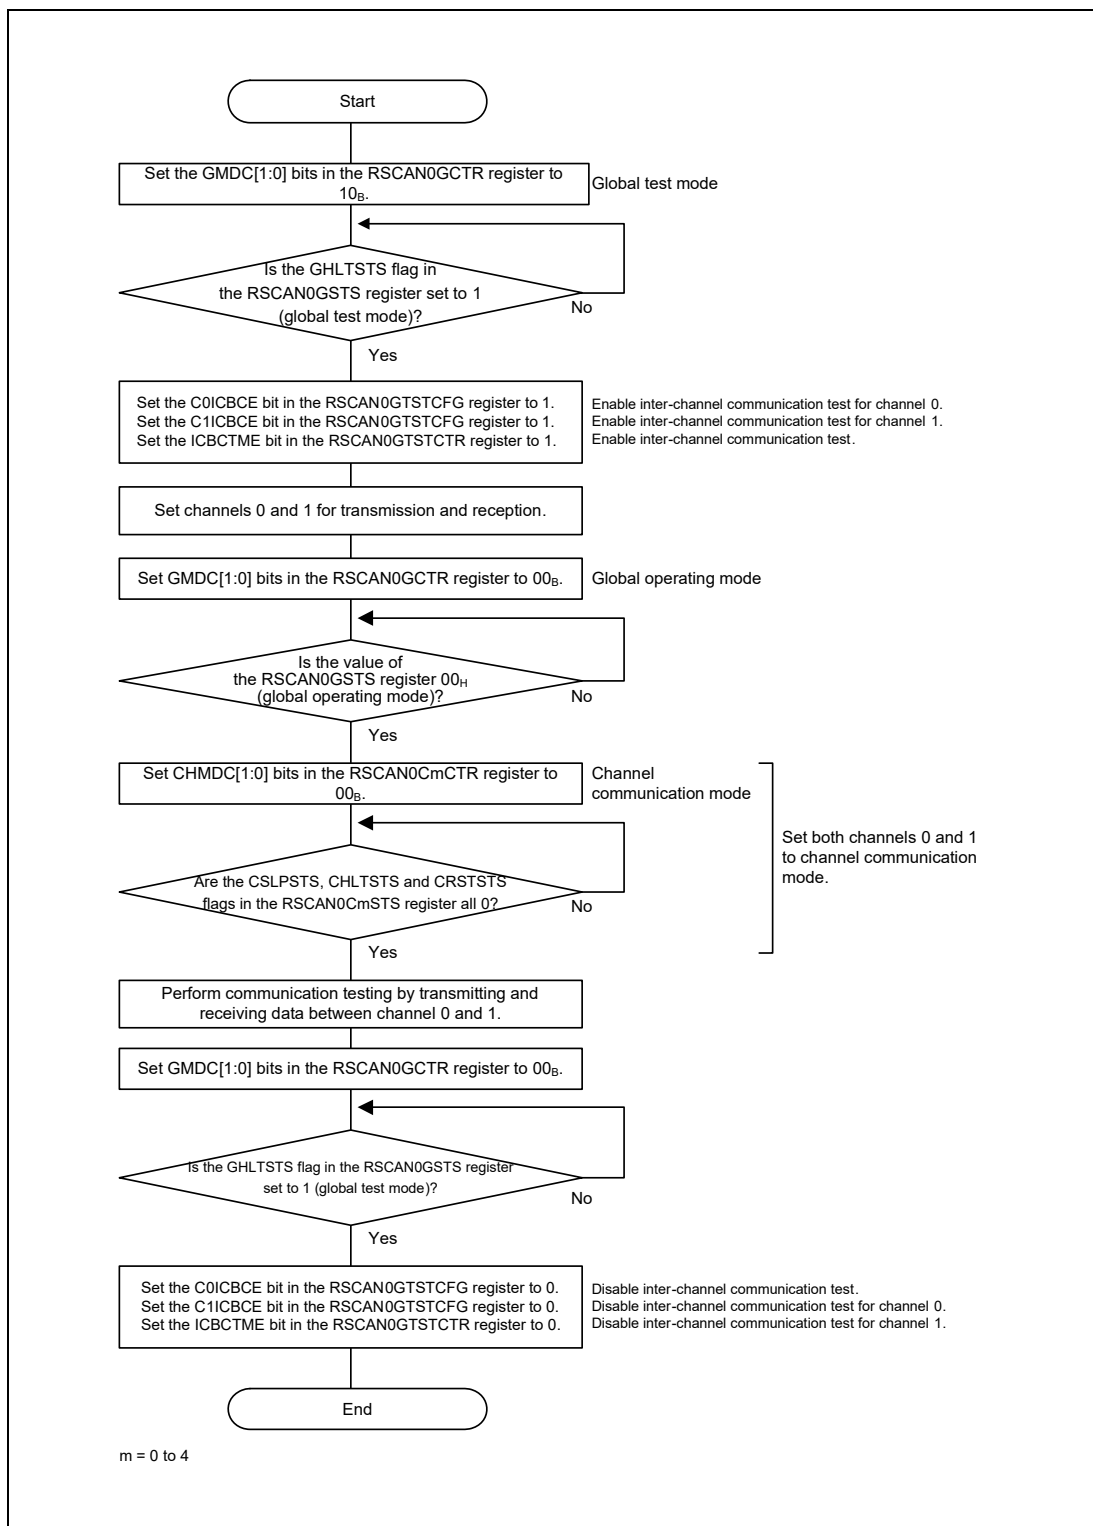 Start
Set the GMDC[1:0] bits in the RSCAN0GCTR register to
10B.
Global test mode
Is the GHLTSTS flag in
the RSCAN0GSTS register set to 1
(global test mode)?
No
Yes
Set the C0ICBCE bit in the RSCAN0GTSTCFG register to 1.
Set the C1ICBCE bit in the RSCAN0GTSTCFG register to 1.
Set the ICBCTME bit in the RSCAN0GTSTCTR register to 1.
Enable inter-channel communication test for channel 0.
Enable inter-channel communication test for channel 1.
Enable inter-channel communication test.
Set channels 0 and 1 for transmission and reception.
Set GMDC[1:0] bits in the RSCAN0GCTR register to 00B.
Global operating mode
Is the value of
the RSCAN0GSTS register 00H
(global operating mode)?
No
Yes
Set CHMDC[1:0] bits in the RSCAN0CmCTR register to
00B.
Channel
communication mode
Are the CSLPSTS, CHLTSTS and CRSTSTS
flags in the RSCAN0CmSTS register all 0?
No
Yes
Set both channels 0 and 1
to channel communication
mode.
Perform communication testing by transmitting and
receiving data between channel 0 and 1.
Set GMDC[1:0] bits in the RSCAN0GCTR register to 00B.
Is the GHLTSTS flag in the RSCAN0GSTS register
set to 1 (global test mode)?
No
Yes
Set the C0ICBCE bit in the RSCAN0GTSTCFG register to 0.
Set the C1ICBCE bit in the RSCAN0GTSTCFG register to 0.
Set the ICBCTME bit in the RSCAN0GTSTCTR register to 0.
Disable inter-channel communication test.
Disable inter-channel communication test for channel 0.
Disable inter-channel communication test for channel 1.
End
m = 0 to 4